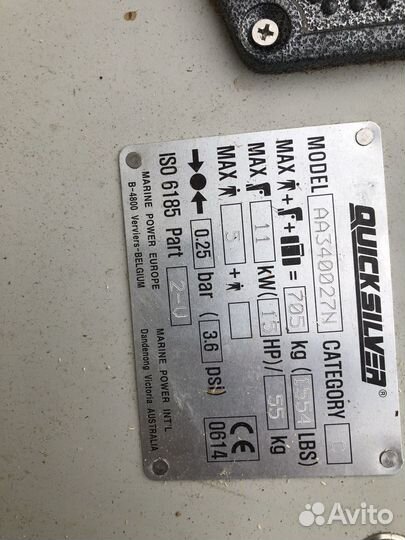 QUICKSILVER®
MODEL AA340027N CATEGORY C
MAX + + = 705 kg (1554 LBS)
MAX. 11 kW (15 HP) / 55 kg
MAX 5 +
0.25 bar (3.6 psi)
ISO 6185 Part 2-V
CE
0614
MARINE POWER EUROPE
B-4800 Verviers-BELGIUM
MARINE POWER INT'L
Dandenong Victoria AUSTRALIA
Avito